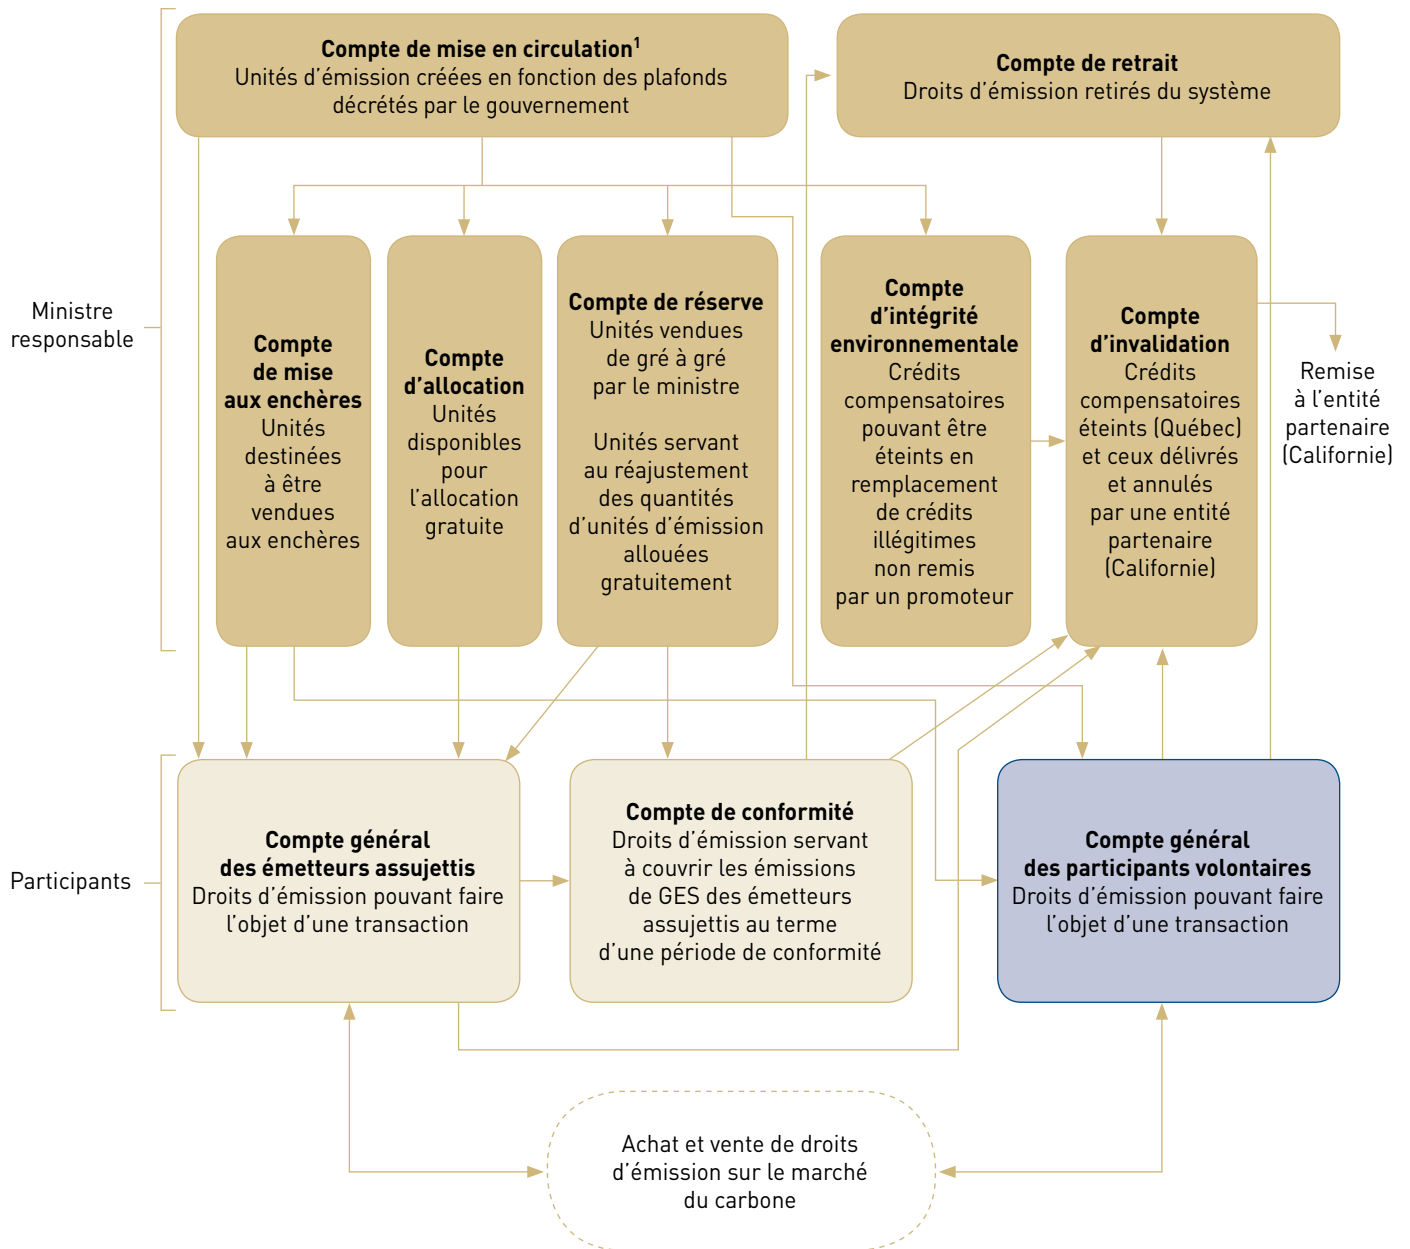 Compte de mise en circulation¹
Unités d'émission créées en fonction des plafonds
décrétés par le gouvernement
Compte de retrait
Droits d'émission retirés du système
Ministre
responsable
Compte
de mise
aux enchères
Unités
destinées
à être
vendues
aux enchères
Compte
d'allocation
Unités
disponibles
pour
l'allocation
gratuite
Compte de réserve
Unités vendues
de gré à gré
par le ministre
Unités servant
au réajustement
des quantités
d'unités d'émission
allouées
gratuitement
Compte
d'intégrité
environnementale
Crédits
compensatoires
pouvant être
éteints en
remplacement
de crédits
illégitimes
non remis
par un promoteur
Compte
d'invalidation
Crédits
compensatoires
éteints (Québec)
et ceux délivrés
et annulés
par une entité
partenaire
(Californie)
Remise
à l'entité
partenaire
(Californie)
Participants
Compte général
des émetteurs assujettis
Droits d'émission pouvant faire
l'objet d'une transaction
Compte de conformité
Droits d'émission servant
à couvrir les émissions
de GES des émetteurs
assujettis au terme
d'une période de conformité
Compte général
des participants volontaires
Droits d'émission pouvant faire
l'objet d'une transaction
Achat et vente de droits
d'émission sur le marché
du carbone